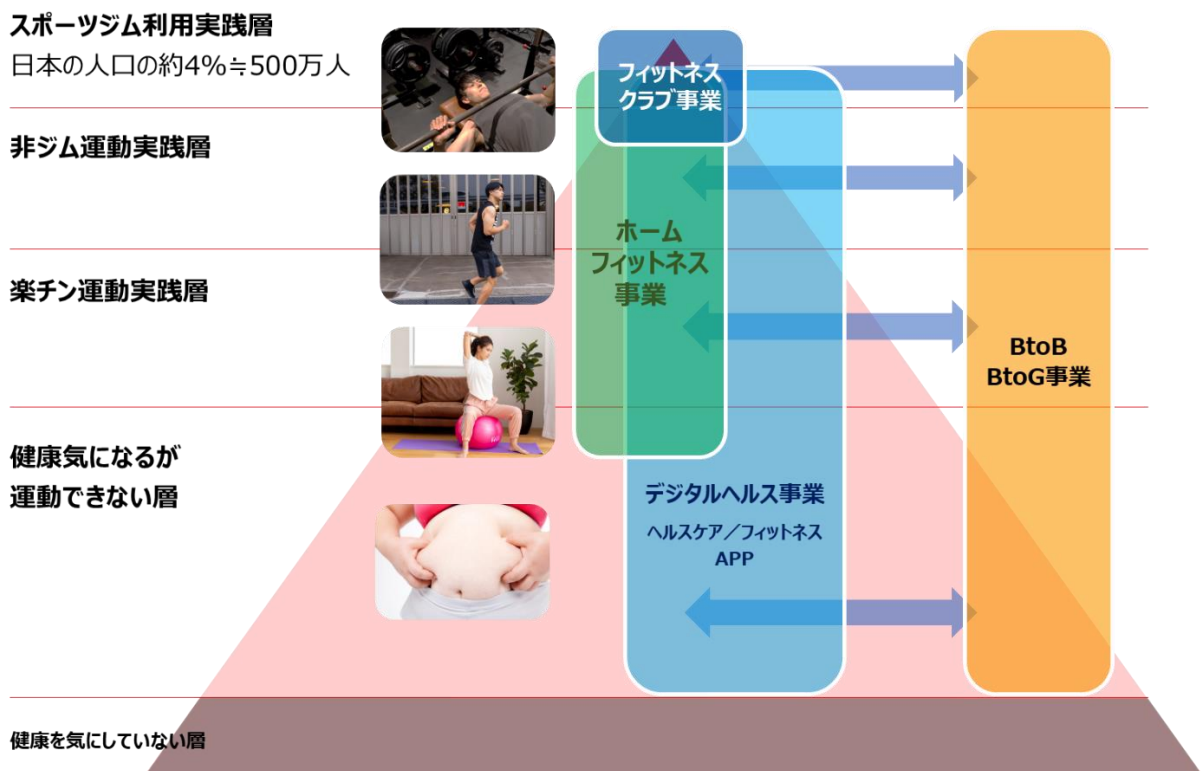 スポーツジム利用実践層
日本の人口の約4%≒500万人
フィットネス
クラブ事業
非ジム運動実践層
ホーム
フィットネス
事業
楽チン運動実践層
BtoB
BtoG事業
健康気になるが
運動できない層
デジタルヘルス事業
ヘルスケア／フィットネス
APP
健康を気にしていない層